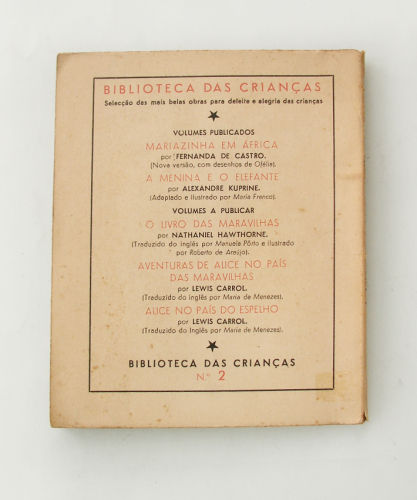 BIBLIOTECA DAS CRIANÇAS
Selecção das mais belas obras para deleite e alegria das crianças
VOLUMES PUBLICADOS
MARIAZINHA EM ÁFRICA
por FERNANDA DE CASTRO.
(Nova versão, com desenhos de Ofélia).
A MENINA E O ELEFANTE
por ALEXANDRE KUPRINE.
(Adaptado e ilustrado por Maria Franco).
VOLUMES A PUBLICAR
O LIVRO DAS MARAVILHAS
por NATHANIEL HAWTHORNE.
(Traduzido do inglês por Manuela Pôrto e ilustrado
por Roberto de Araújo).
AVENTURAS DE ALICE NO PAÍS
DAS MARAVILHAS
por LEWIS CARROL.
(Traduzido do inglês por Maria de Menezes).
ALICE NO PAÍS DO ESPELHO
por LEWIS CARROL.
(Traduzido do Inglês por Maria de Menezes).
BIBLIOTECA DAS CRIANÇAS
N.º 2